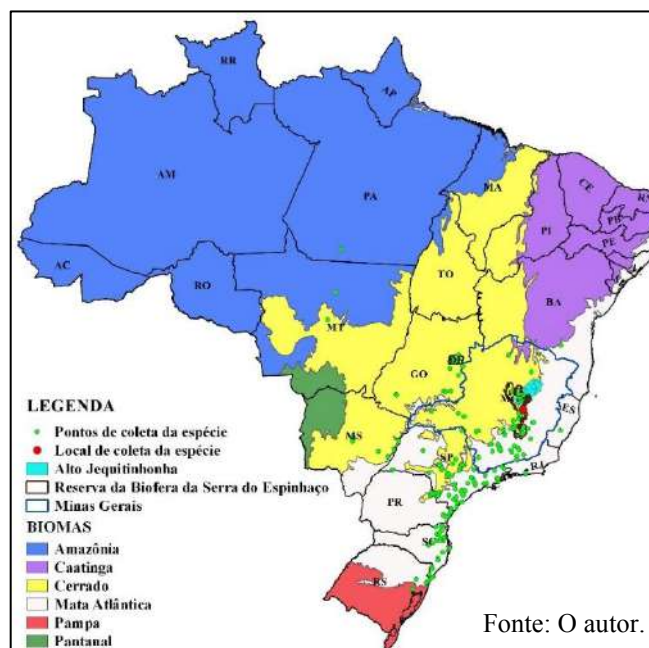 RR
AP
AM
PA
MA
CE
RN
PB
PE
PI
AC
RO
TO
BA
MT
GO
DF
MS
ES
SP
RJ
PR
SC
RS
LEGENDA
Pontos de coleta da espécie
Local de coleta da espécie
Alto Jequitinhonha
Reserva da Biofera da Serra do Espinhaço
Minas Gerais
BIOMAS
Amazônia
Caatinga
Cerrado
Mata Atlântica
Pampa
Pantanal
Fonte: O autor.